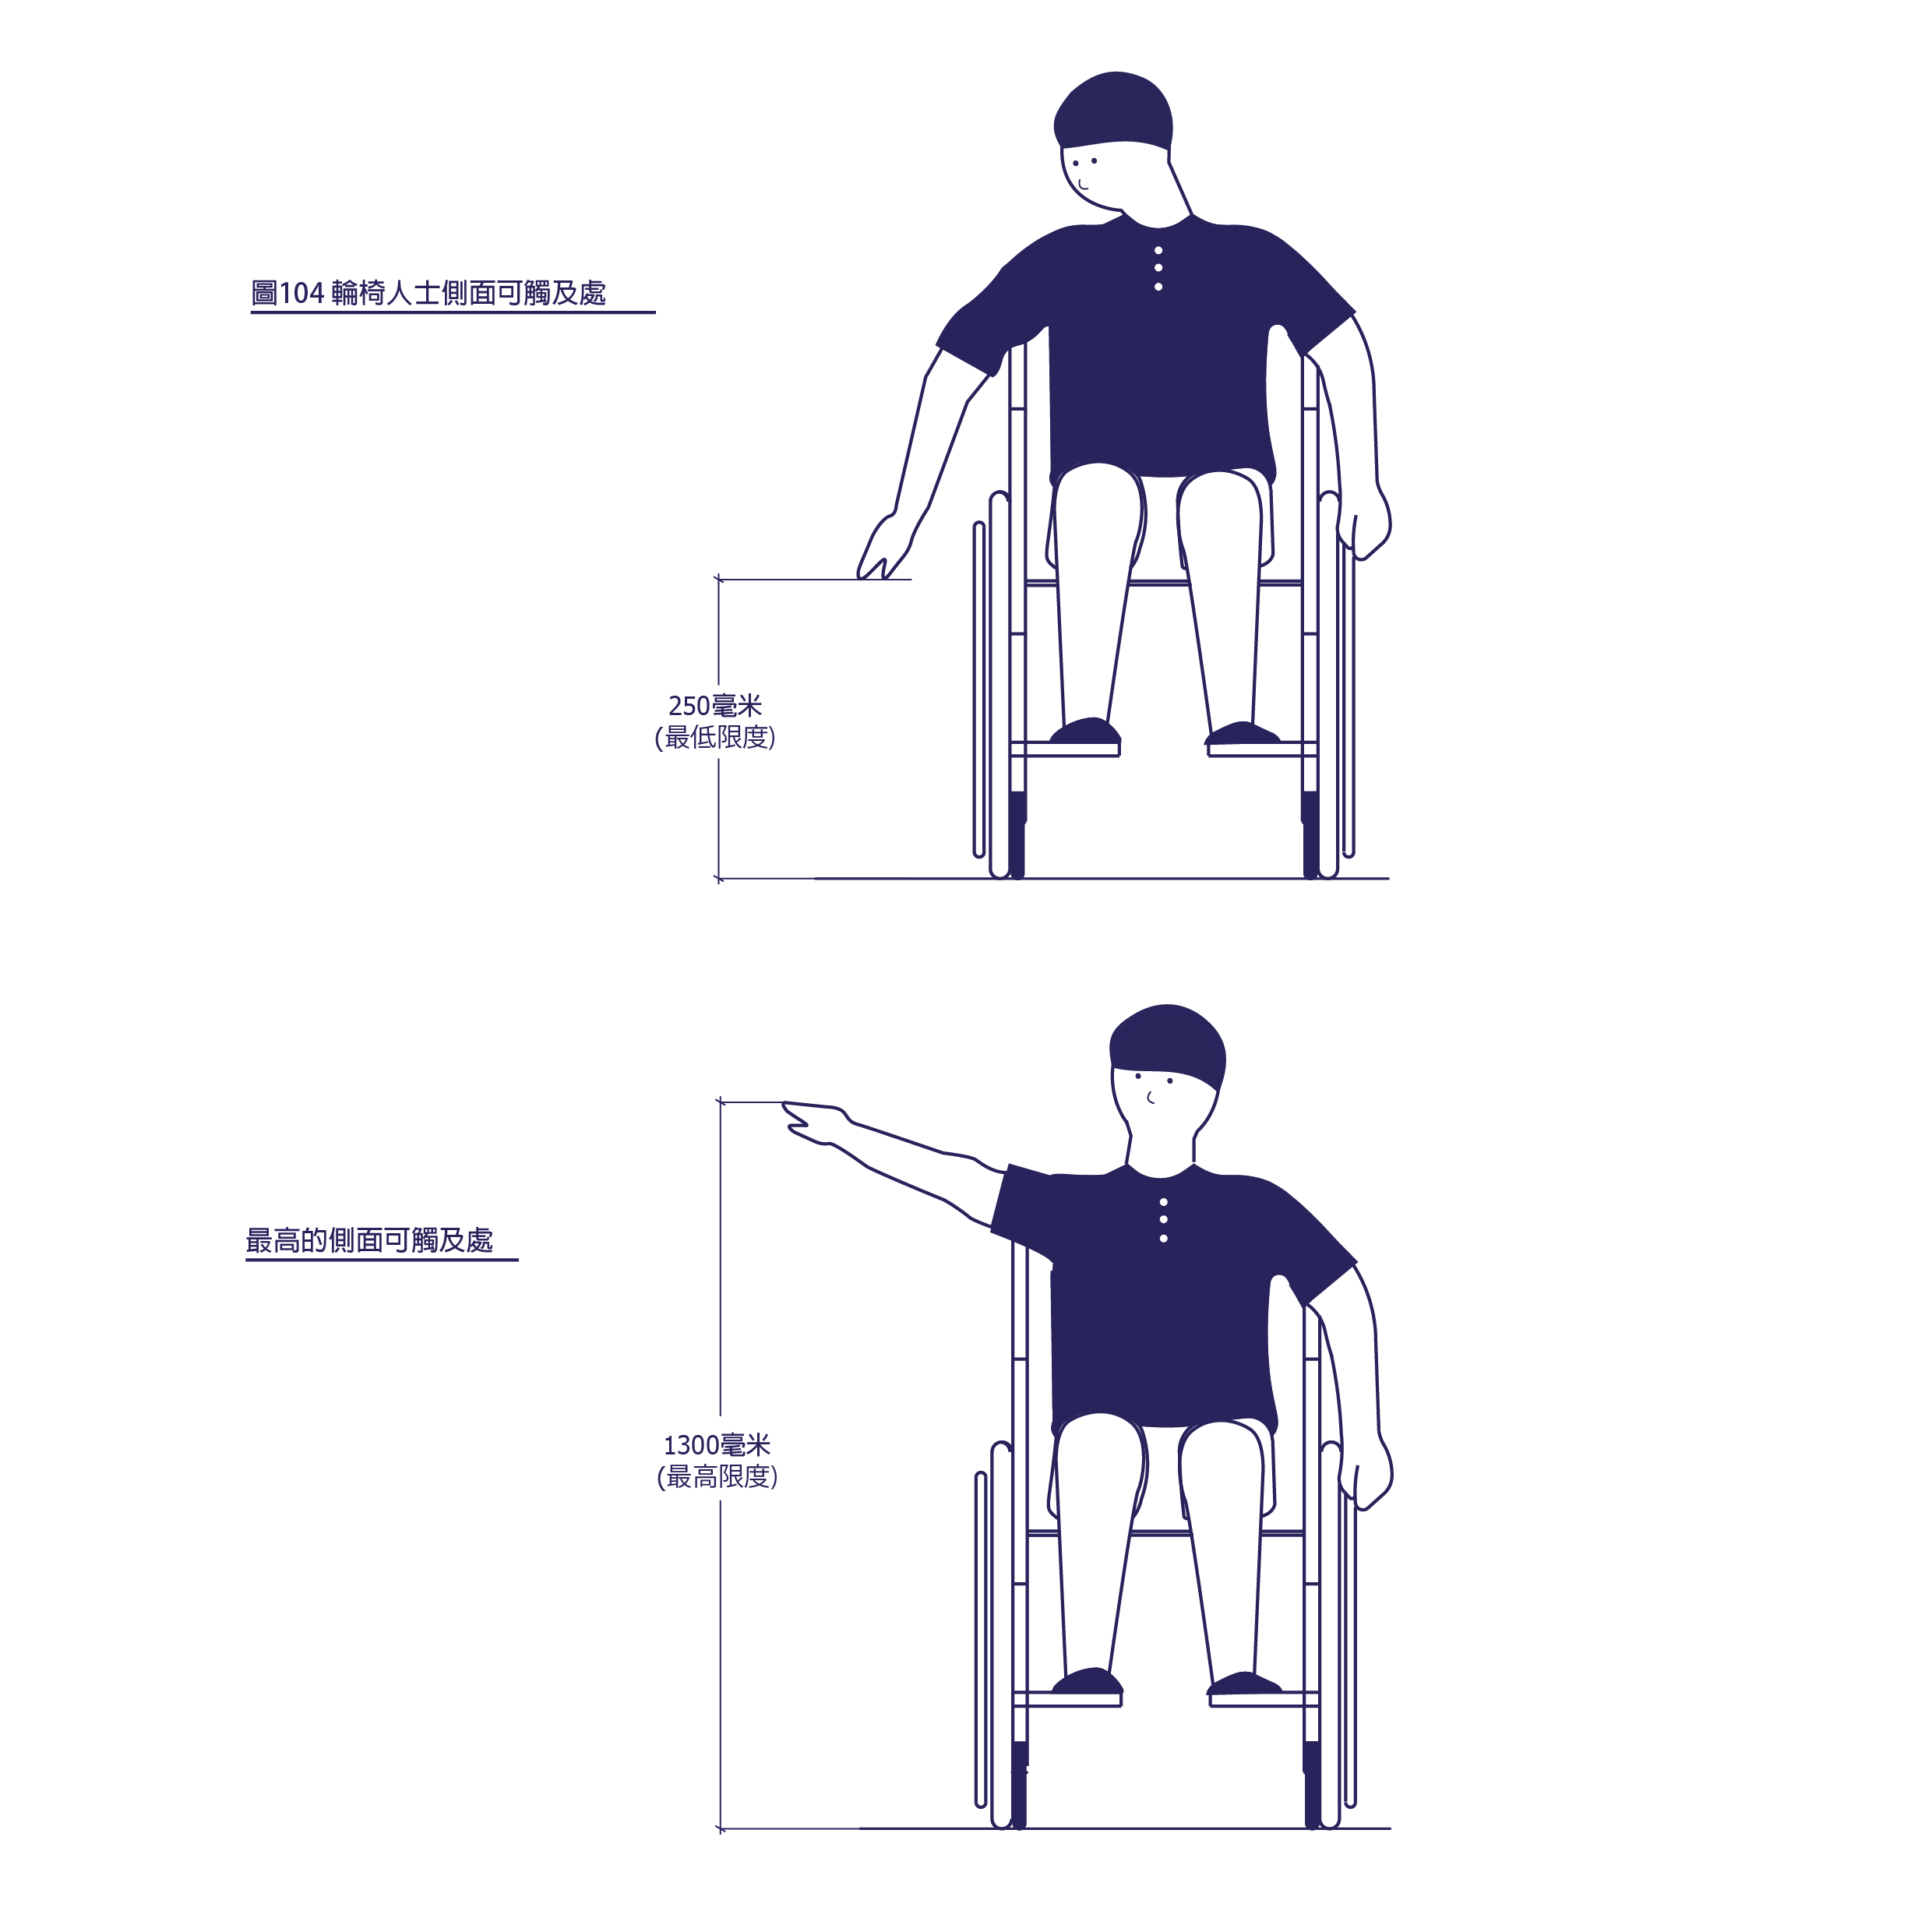 圖104 輪椅人士側面可觸及處
250毫米
(最低限度)
最高的側面可觸及處
1300毫米
(最高限度)